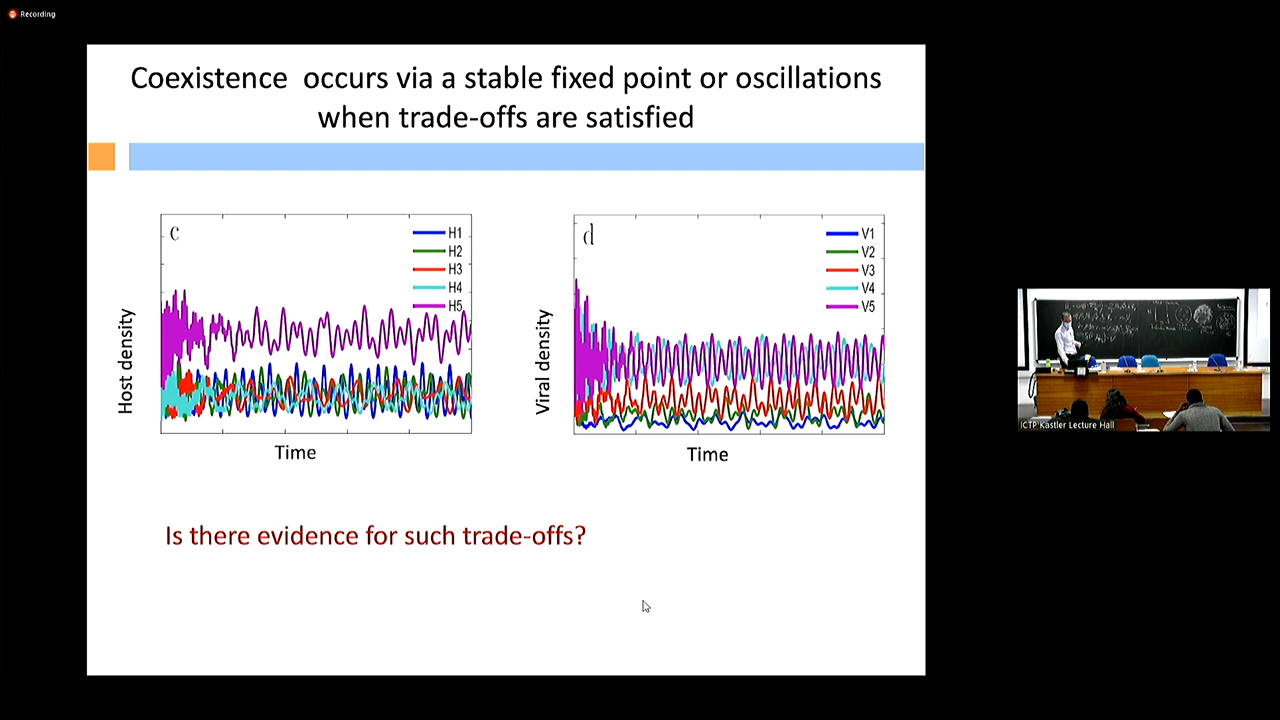 Recording
Coexistence occurs via a stable fixed point or oscillations
when trade-offs are satisfied
c
H1
H2
H3
H4
H5
Host density
Time
d
V1
V2
V3
V4
V5
Viral density
Time
Is there evidence for such trade-offs?
ICTP Kastler Lecture Hall